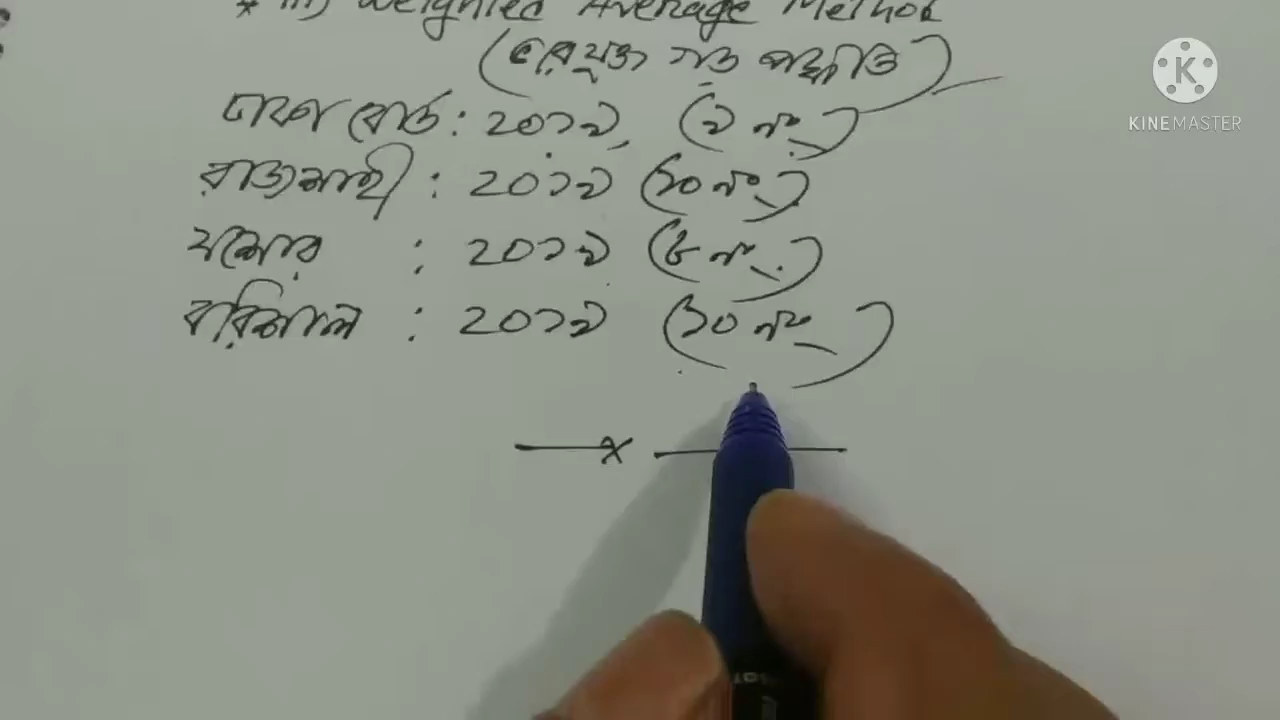 * iii) Weighted Average Method
(ভারযুক্ত গড় পদ্ধতি)
ঢাকা বোর্ড : ২০১৯, (৯ নং)
রাজশাহী : ২০১৯ (১০ নং)
যশোর : ২০১৯ (৮ নং)
বরিশাল : ২০১৯ (১০ নং)
KINEMASTER